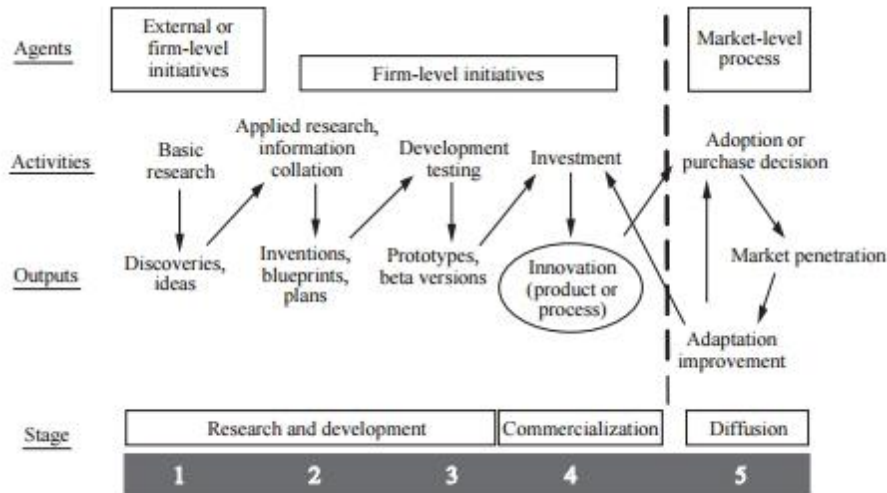 Agents
External or
firm-level
initiatives
Firm-level initiatives
Market-level
process
Activities
Basic
research
Applied research,
information
collation
Development
testing
Investment
Adoption or
purchase decision
Outputs
Discoveries,
ideas
Inventions,
blueprints,
plans
Prototypes,
beta versions
Innovation
(product or
process)
Market penetration
Adaptation
improvement
Stage
Research and development
Commercialization
Diffusion
1 2 3 4 5